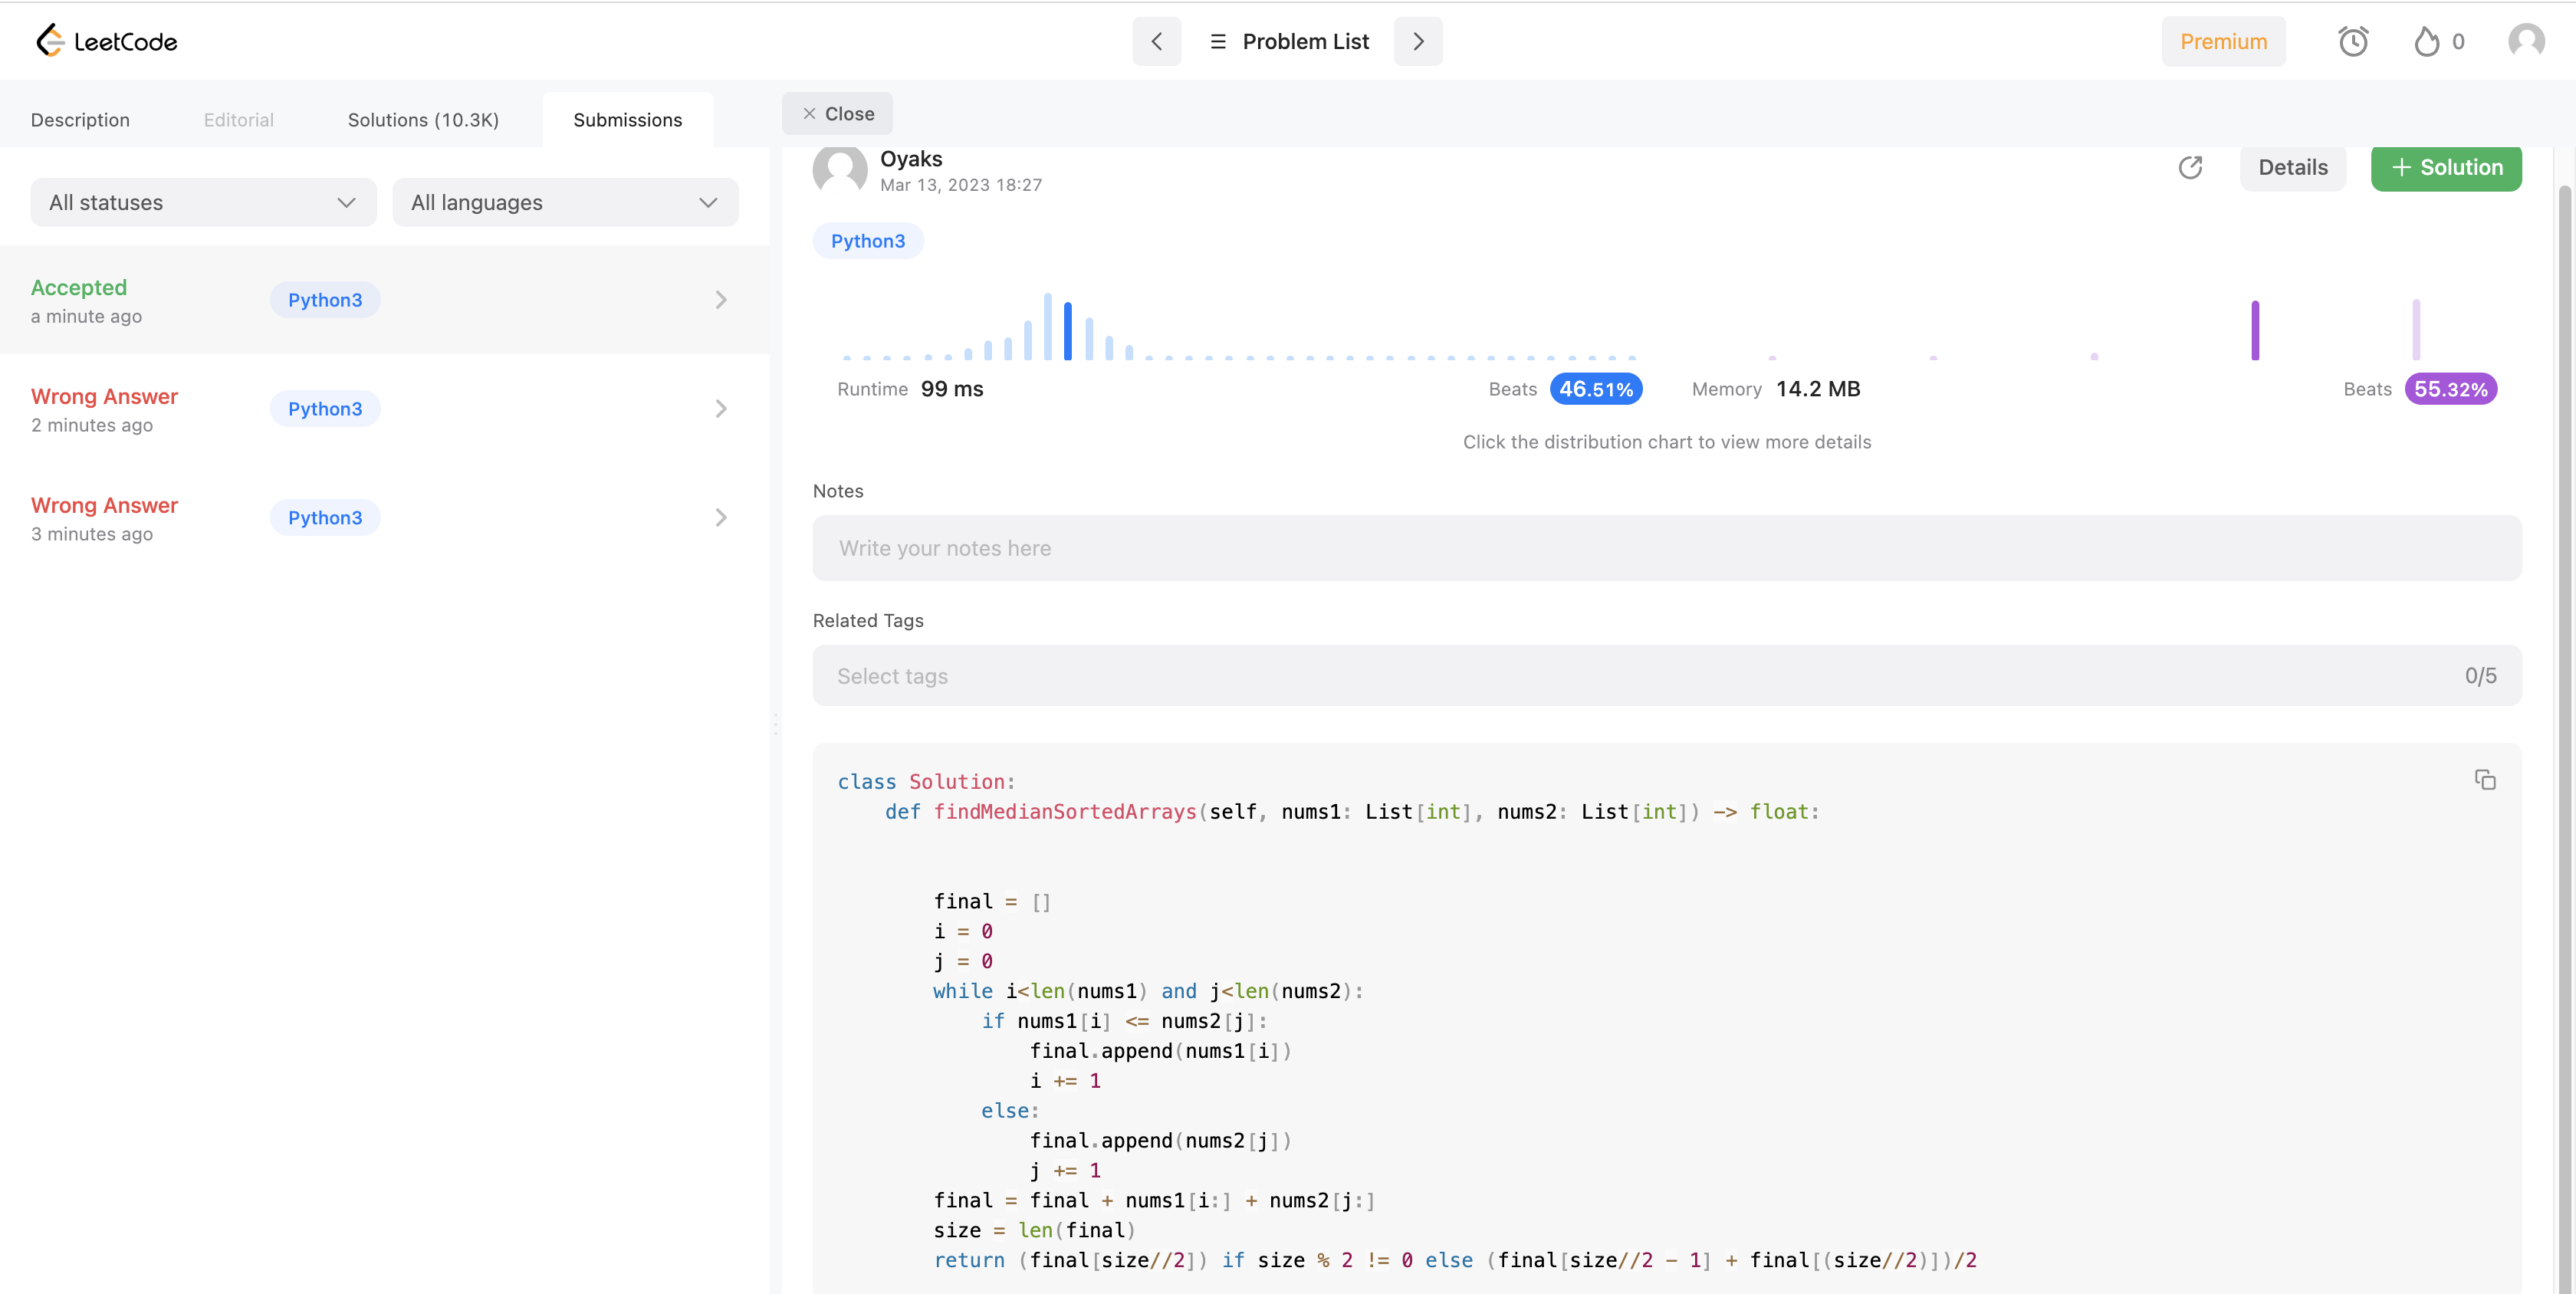 LeetCode
Problem List
Premium
0
Description
Editorial
Solutions (10.3K)
Submissions
All statuses
All languages
Accepted
a minute ago
Python3
Wrong Answer
2 minutes ago
Python3
Wrong Answer
3 minutes ago
Python3
Close
Oyaks
Mar 13, 2023 18:27
Details
+ Solution
Python3
Runtime 99 ms
Beats 46.51%
Memory 14.2 MB
Beats 55.32%
Click the distribution chart to view more details
Notes
Write your notes here
Related Tags
Select tags
0/5
class Solution:
    def findMedianSortedArrays(self, nums1: List[int], nums2: List[int]) -> float:
        final = []
        i = 0
        j = 0
        while i<len(nums1) and j<len(nums2):
            if nums1[i] <= nums2[j]:
                final.append(nums1[i])
                i += 1
            else:
                final.append(nums2[j])
                j += 1
        final = final + nums1[i:] + nums2[j:]
        size = len(final)
        return (final[size//2]) if size % 2 != 0 else (final[size//2 - 1] + final[(size//2)])/2